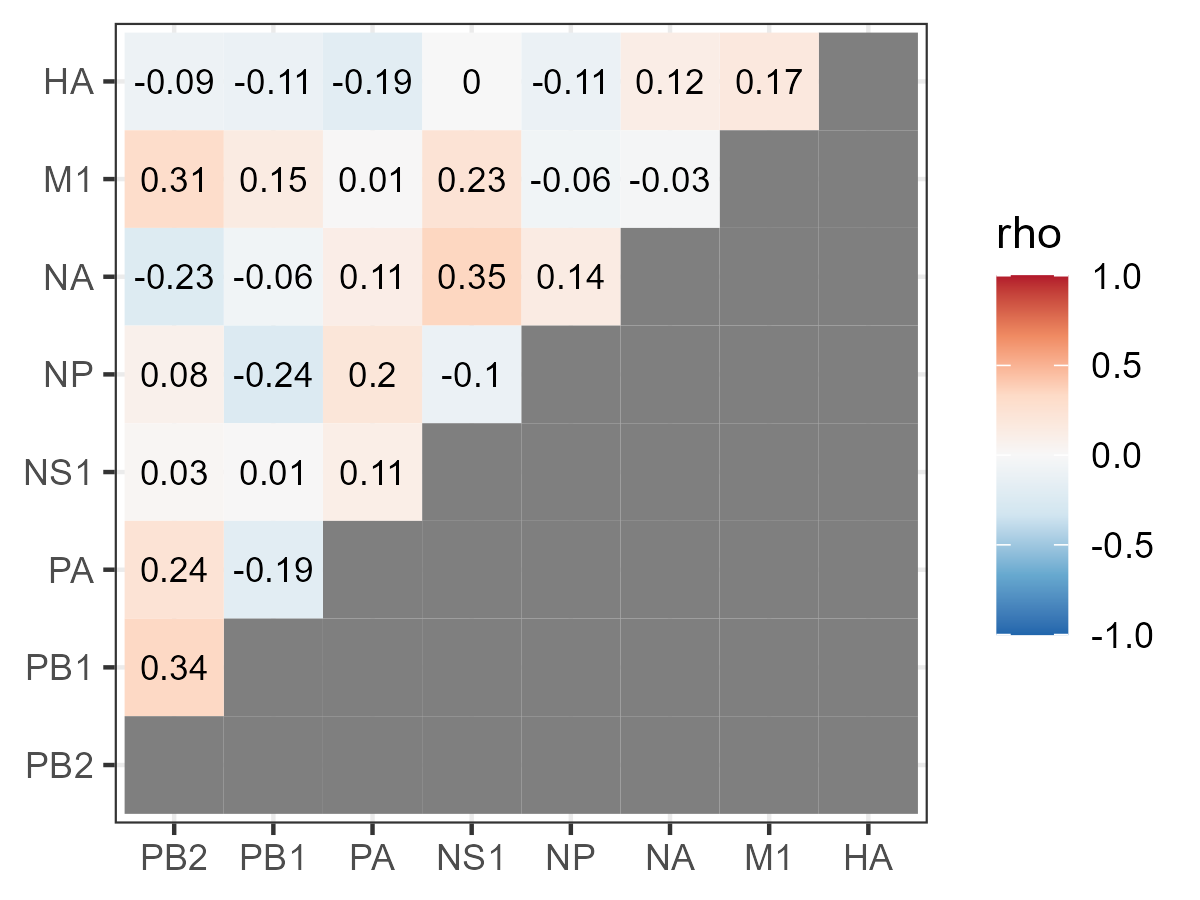 HA -0.09 -0.11 -0.19 0 -0.11 0.12 0.17
M1 0.31 0.15 0.01 0.23 -0.06 -0.03
NA -0.23 -0.06 0.11 0.35 0.14
NP 0.08 -0.24 0.2 -0.1
NS1 0.03 0.01 0.11
PA 0.24 -0.19
PB1 0.34
PB2
PB2 PB1 PA NS1 NP NA M1 HA
rho
1.0
0.5
0.0
-0.5
-1.0